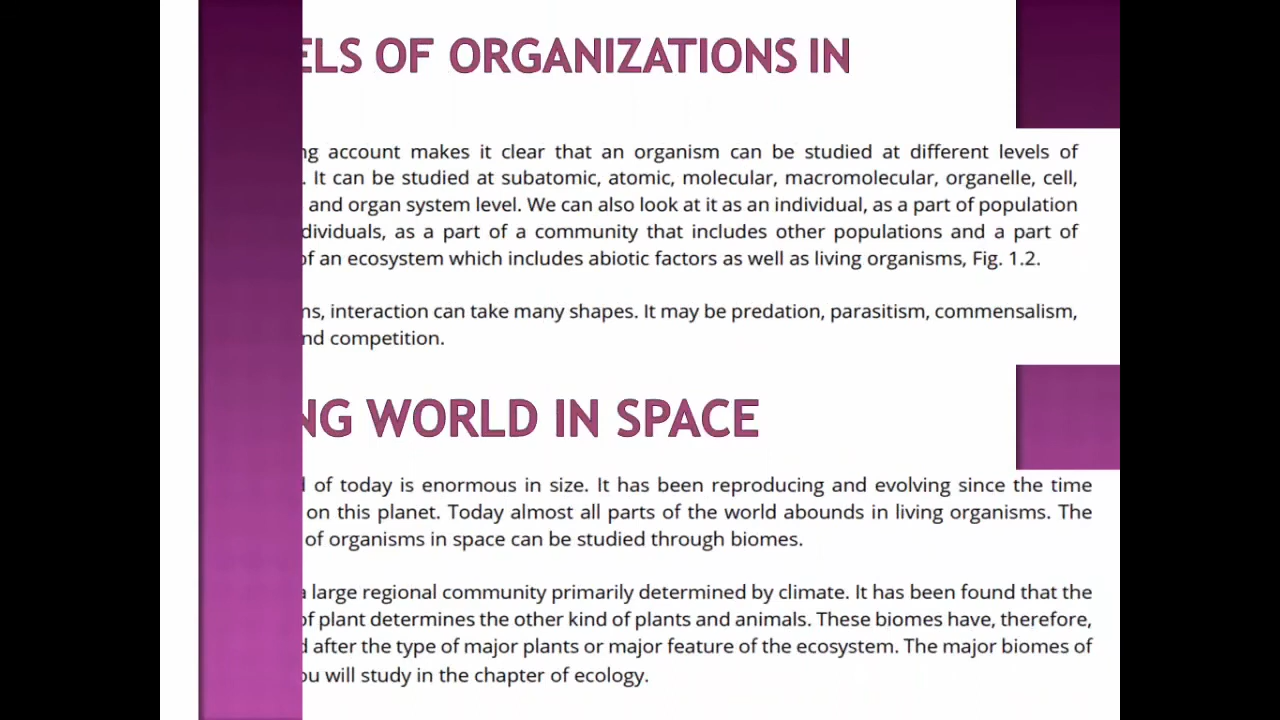 ELS OF ORGANIZATIONS IN
account makes it clear that an organism can be studied at different levels of
. It can be studied at subatomic, atomic, molecular, macromolecular, organelle, cell,
and organ system level. We can also look at it as an individual, as a part of population
dividuals, as a part of a community that includes other populations and a part of
of an ecosystem which includes abiotic factors as well as living organisms, Fig. 1.2.
ns, interaction can take many shapes. It may be predation, parasitism, commensalism,
nd competition.
NG WORLD IN SPACE
of today is enormous in size. It has been reproducing and evolving since the time
on this planet. Today almost all parts of the world abounds in living organisms. The
of organisms in space can be studied through biomes.
a large regional community primarily determined by climate. It has been found that the
of plant determines the other kind of plants and animals. These biomes have, therefore,
after the type of major plants or major feature of the ecosystem. The major biomes of
ou will study in the chapter of ecology.